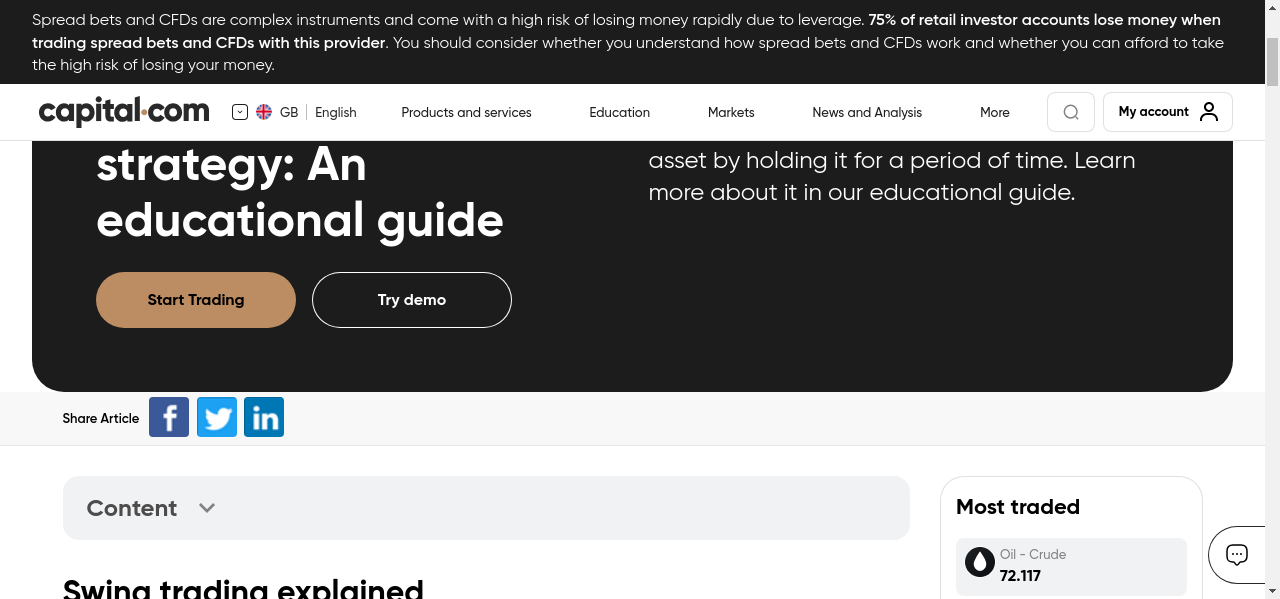 Spread bets and CFDs are complex instruments and come with a high risk of losing money rapidly due to leverage. 75% of retail investor accounts lose money when
trading spread bets and CFDs with this provider. You should consider whether you understand how spread bets and CFDs work and whether you can afford to take
the high risk of losing your money.
capital.com
GB English
Products and services
Education
Markets
News and Analysis
More
My account
strategy: An
educational guide
asset by holding it for a period of time. Learn
more about it in our educational guide.
Start Trading
Try demo
Share Article
Content
Most traded
Oil - Crude
72.117
Swing trading explained